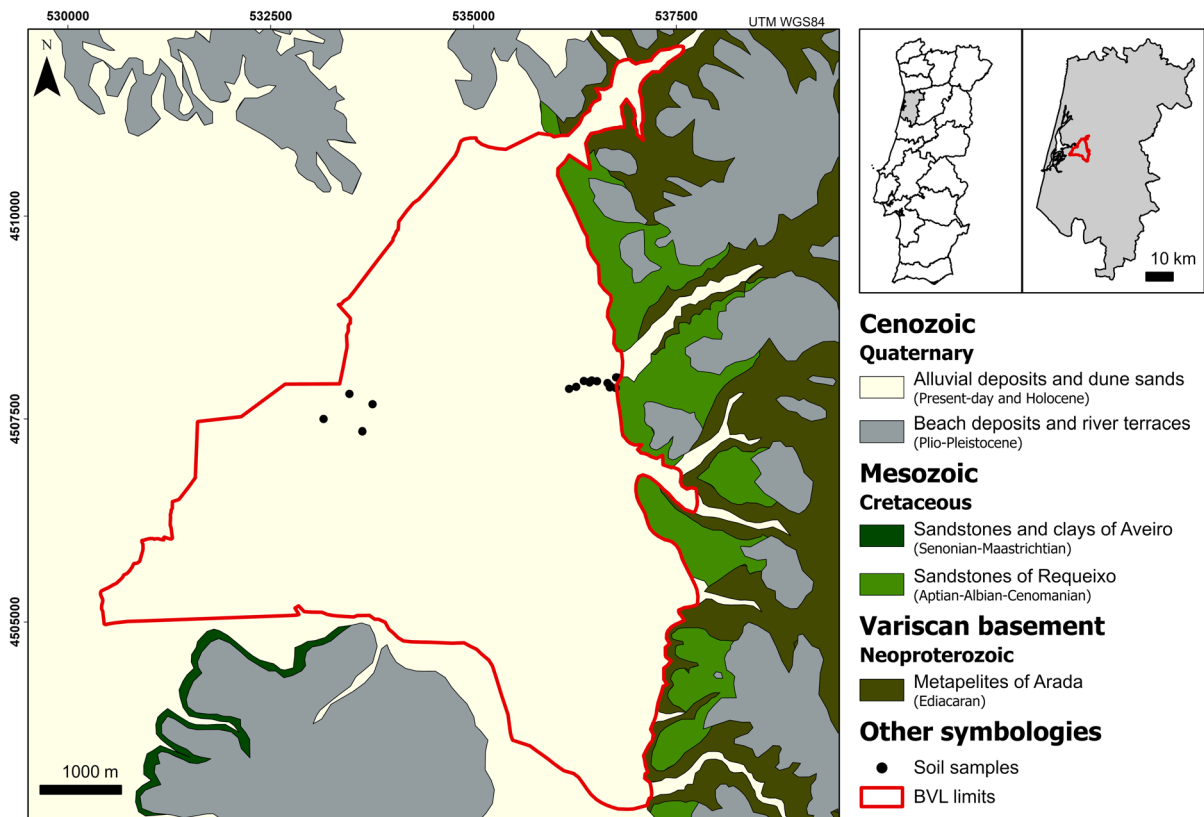 530000
532500
535000
537500
UTM WGS84
N
4510000
4507500
4505000
1000 m
10 km
Cenozoic
Quaternary
Alluvial deposits and dune sands
(Present-day and Holocene)
Beach deposits and river terraces
(Plio-Pleistocene)
Mesozoic
Cretaceous
Sandstones and clays of Aveiro
(Senonian-Maastrichtian)
Sandstones of Requeixo
(Aptian-Albian-Cenomanian)
Variscan basement
Neoproterozoic
Metapelites of Arada
(Ediacaran)
Other symbologies
Soil samples
BVL limits